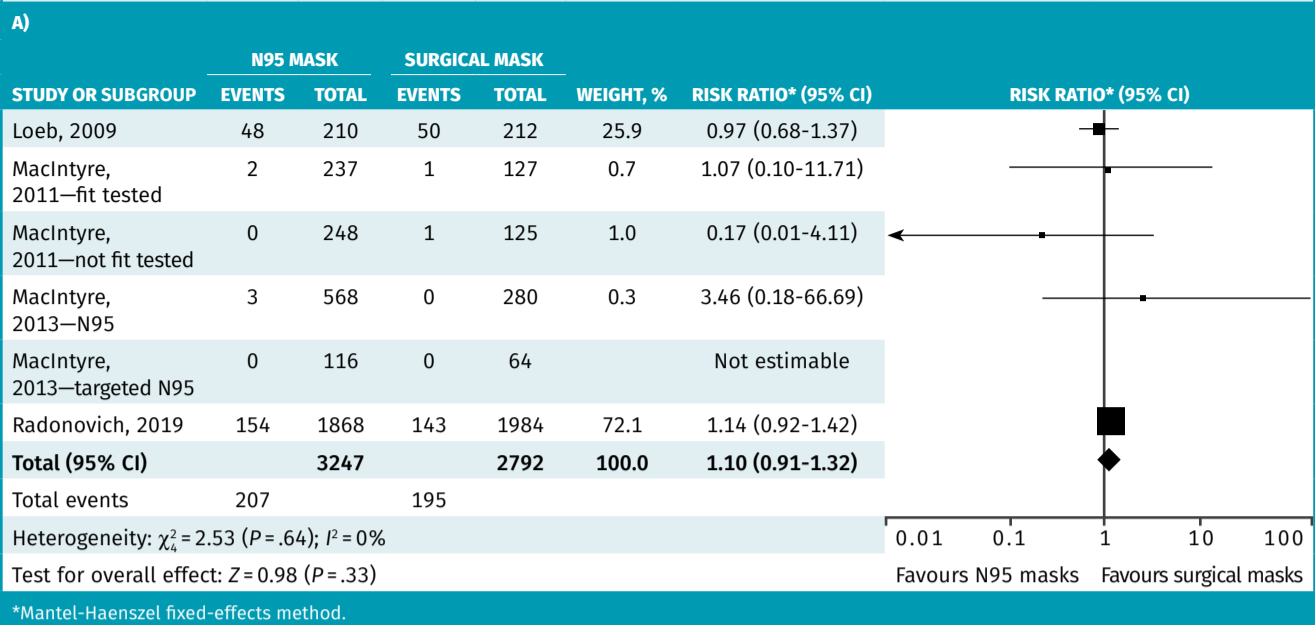 A)
N95 MASK SURGICAL MASK
STUDY OR SUBGROUP EVENTS TOTAL EVENTS TOTAL WEIGHT, % RISK RATIO* (95% CI) RISK RATIO* (95% CI)
Loeb, 2009 48 210 50 212 25.9 0.97 (0.68-1.37)
MacIntyre, 2 237 1 127 0.7 1.07 (0.10-11.71)
2011—fit tested
MacIntyre, 0 248 1 125 1.0 0.17 (0.01-4.11)
2011—not fit tested
MacIntyre, 3 568 0 280 0.3 3.46 (0.18-66.69)
2013—N95
MacIntyre, 0 116 0 64 Not estimable
2013—targeted N95
Radonovich, 2019 154 1868 143 1984 72.1 1.14 (0.92-1.42)
Total (95% CI) 3247 2792 100.0 1.10 (0.91-1.32)
Total events 207 195
Heterogeneity: χ²₄ = 2.53 (P = .64); I² = 0% 0.01 0.1 1 10 100
Test for overall effect: Z = 0.98 (P = .33) Favours N95 masks Favours surgical masks
*Mantel-Haenszel fixed-effects method.